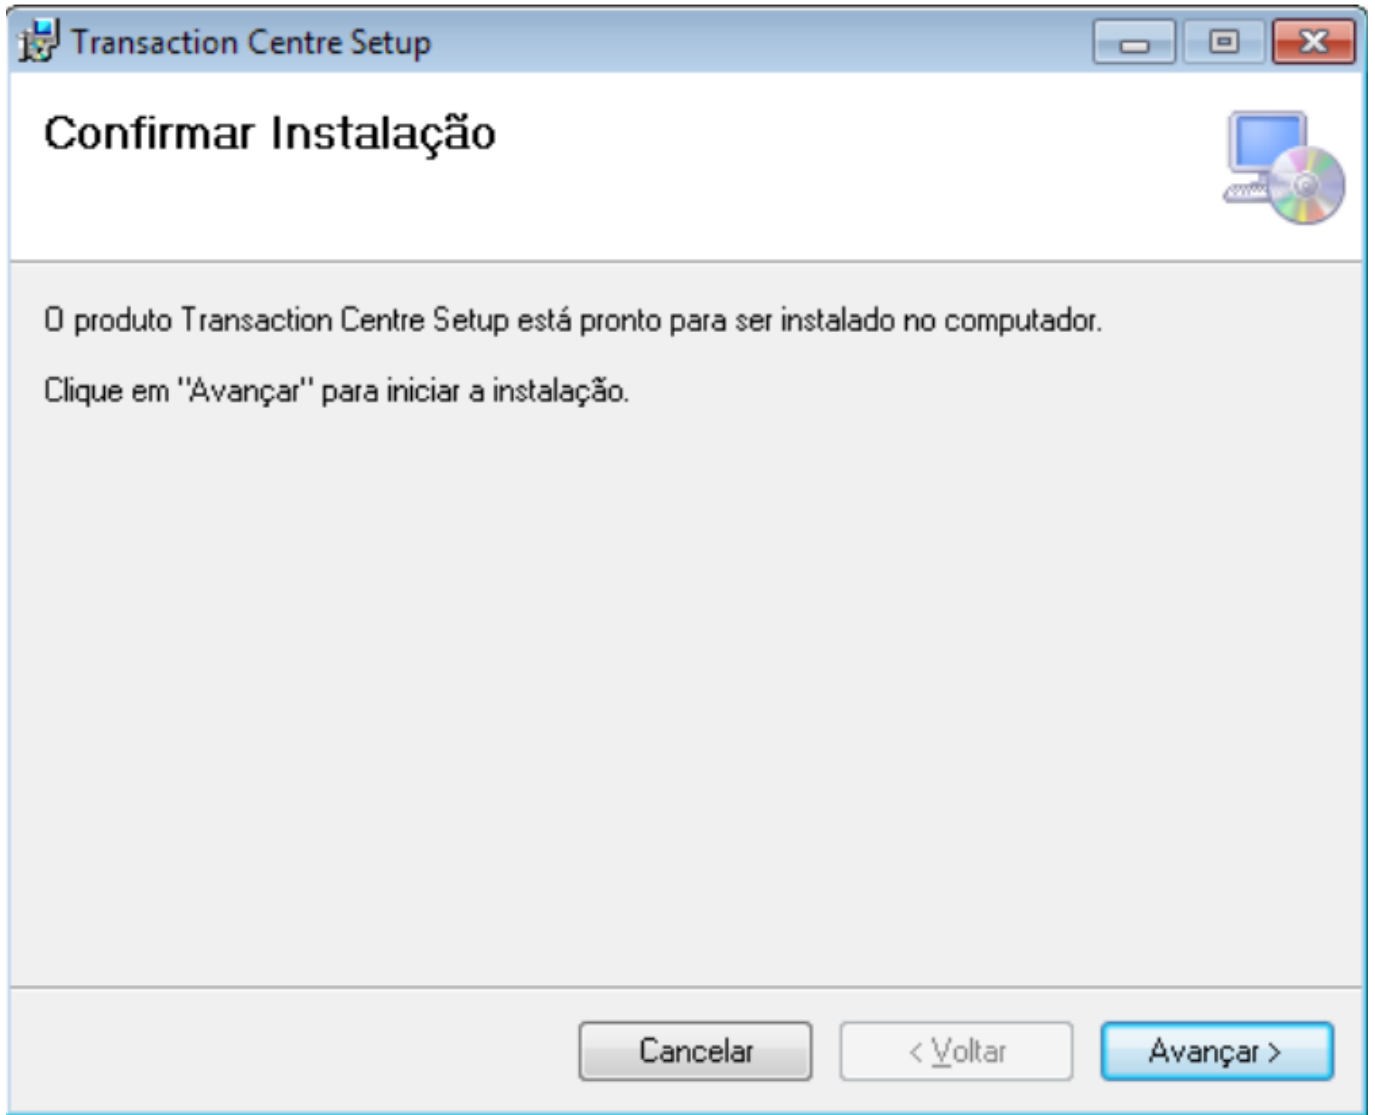 Transaction Centre Setup
Confirmar Instalação
O produto Transaction Centre Setup está pronto para ser instalado no computador.
Clique em "Avançar" para iniciar a instalação.
Cancelar
< Voltar
Avançar >